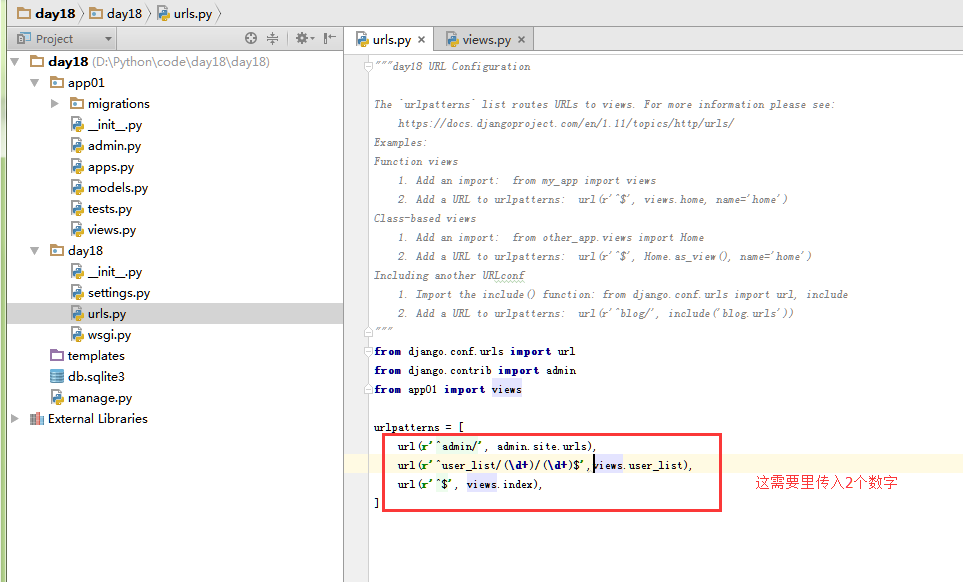 day18 day18 urls.py
Project
urls.py views.py
day18 (D:\Python\code\day18\day18)
app01
migrations
__init__.py
admin.py
apps.py
models.py
tests.py
views.py
day18
__init__.py
settings.py
urls.py
wsgi.py
templates
db.sqlite3
manage.py
External Libraries
"""day18 URL Configuration
The `urlpatterns` list routes URLs to views. For more information please see:
https://docs.djangoproject.com/en/1.11/topics/http/urls/
Examples:
Function views
1. Add an import:  from my_app import views
2. Add a URL to urlpatterns:  url(r'^$', views.home, name='home')
Class-based views
1. Add an import:  from other_app.views import Home
2. Add a URL to urlpatterns:  url(r'^$', Home.as_view(), name='home')
Including another URLconf
1. Import the include() function: from django.conf.urls import url, include
2. Add a URL to urlpatterns:  url(r'^blog/', include('blog.urls'))
"""
from django.conf.urls import url
from django.contrib import admin
from app01 import views
urlpatterns = [
url(r'^admin/', admin.site.urls),
url(r'^user_list/(\d+)/(\d+)$',views.user_list),
url(r'^$', views.index),
]
这需要里传入2个数字